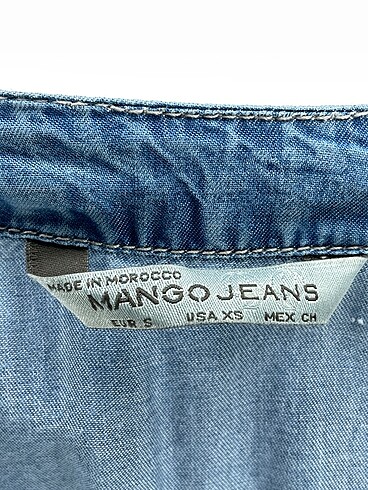 MADE IN MOROCCO
MANGO JEANS
EUR S USA XS MEX CH